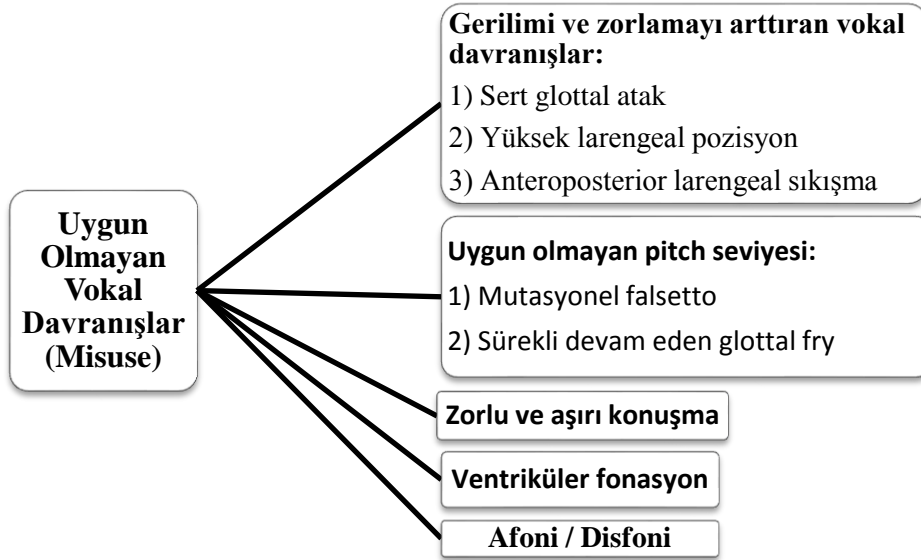 Uygun
Olmayan
Vokal
Davranışlar
(Misuse)
Gerilimi ve zorlamayı arttıran vokal
davranışlar:
1) Sert glottal atak
2) Yüksek larengeal pozisyon
3) Anteroposterior larengeal sıkışma
Uygun olmayan pitch seviyesi:
1) Mutasyonel falsetto
2) Sürekli devam eden glottal fry
Zorlu ve aşırı konuşma
Ventriküler fonasyon
Afoni / Disfoni